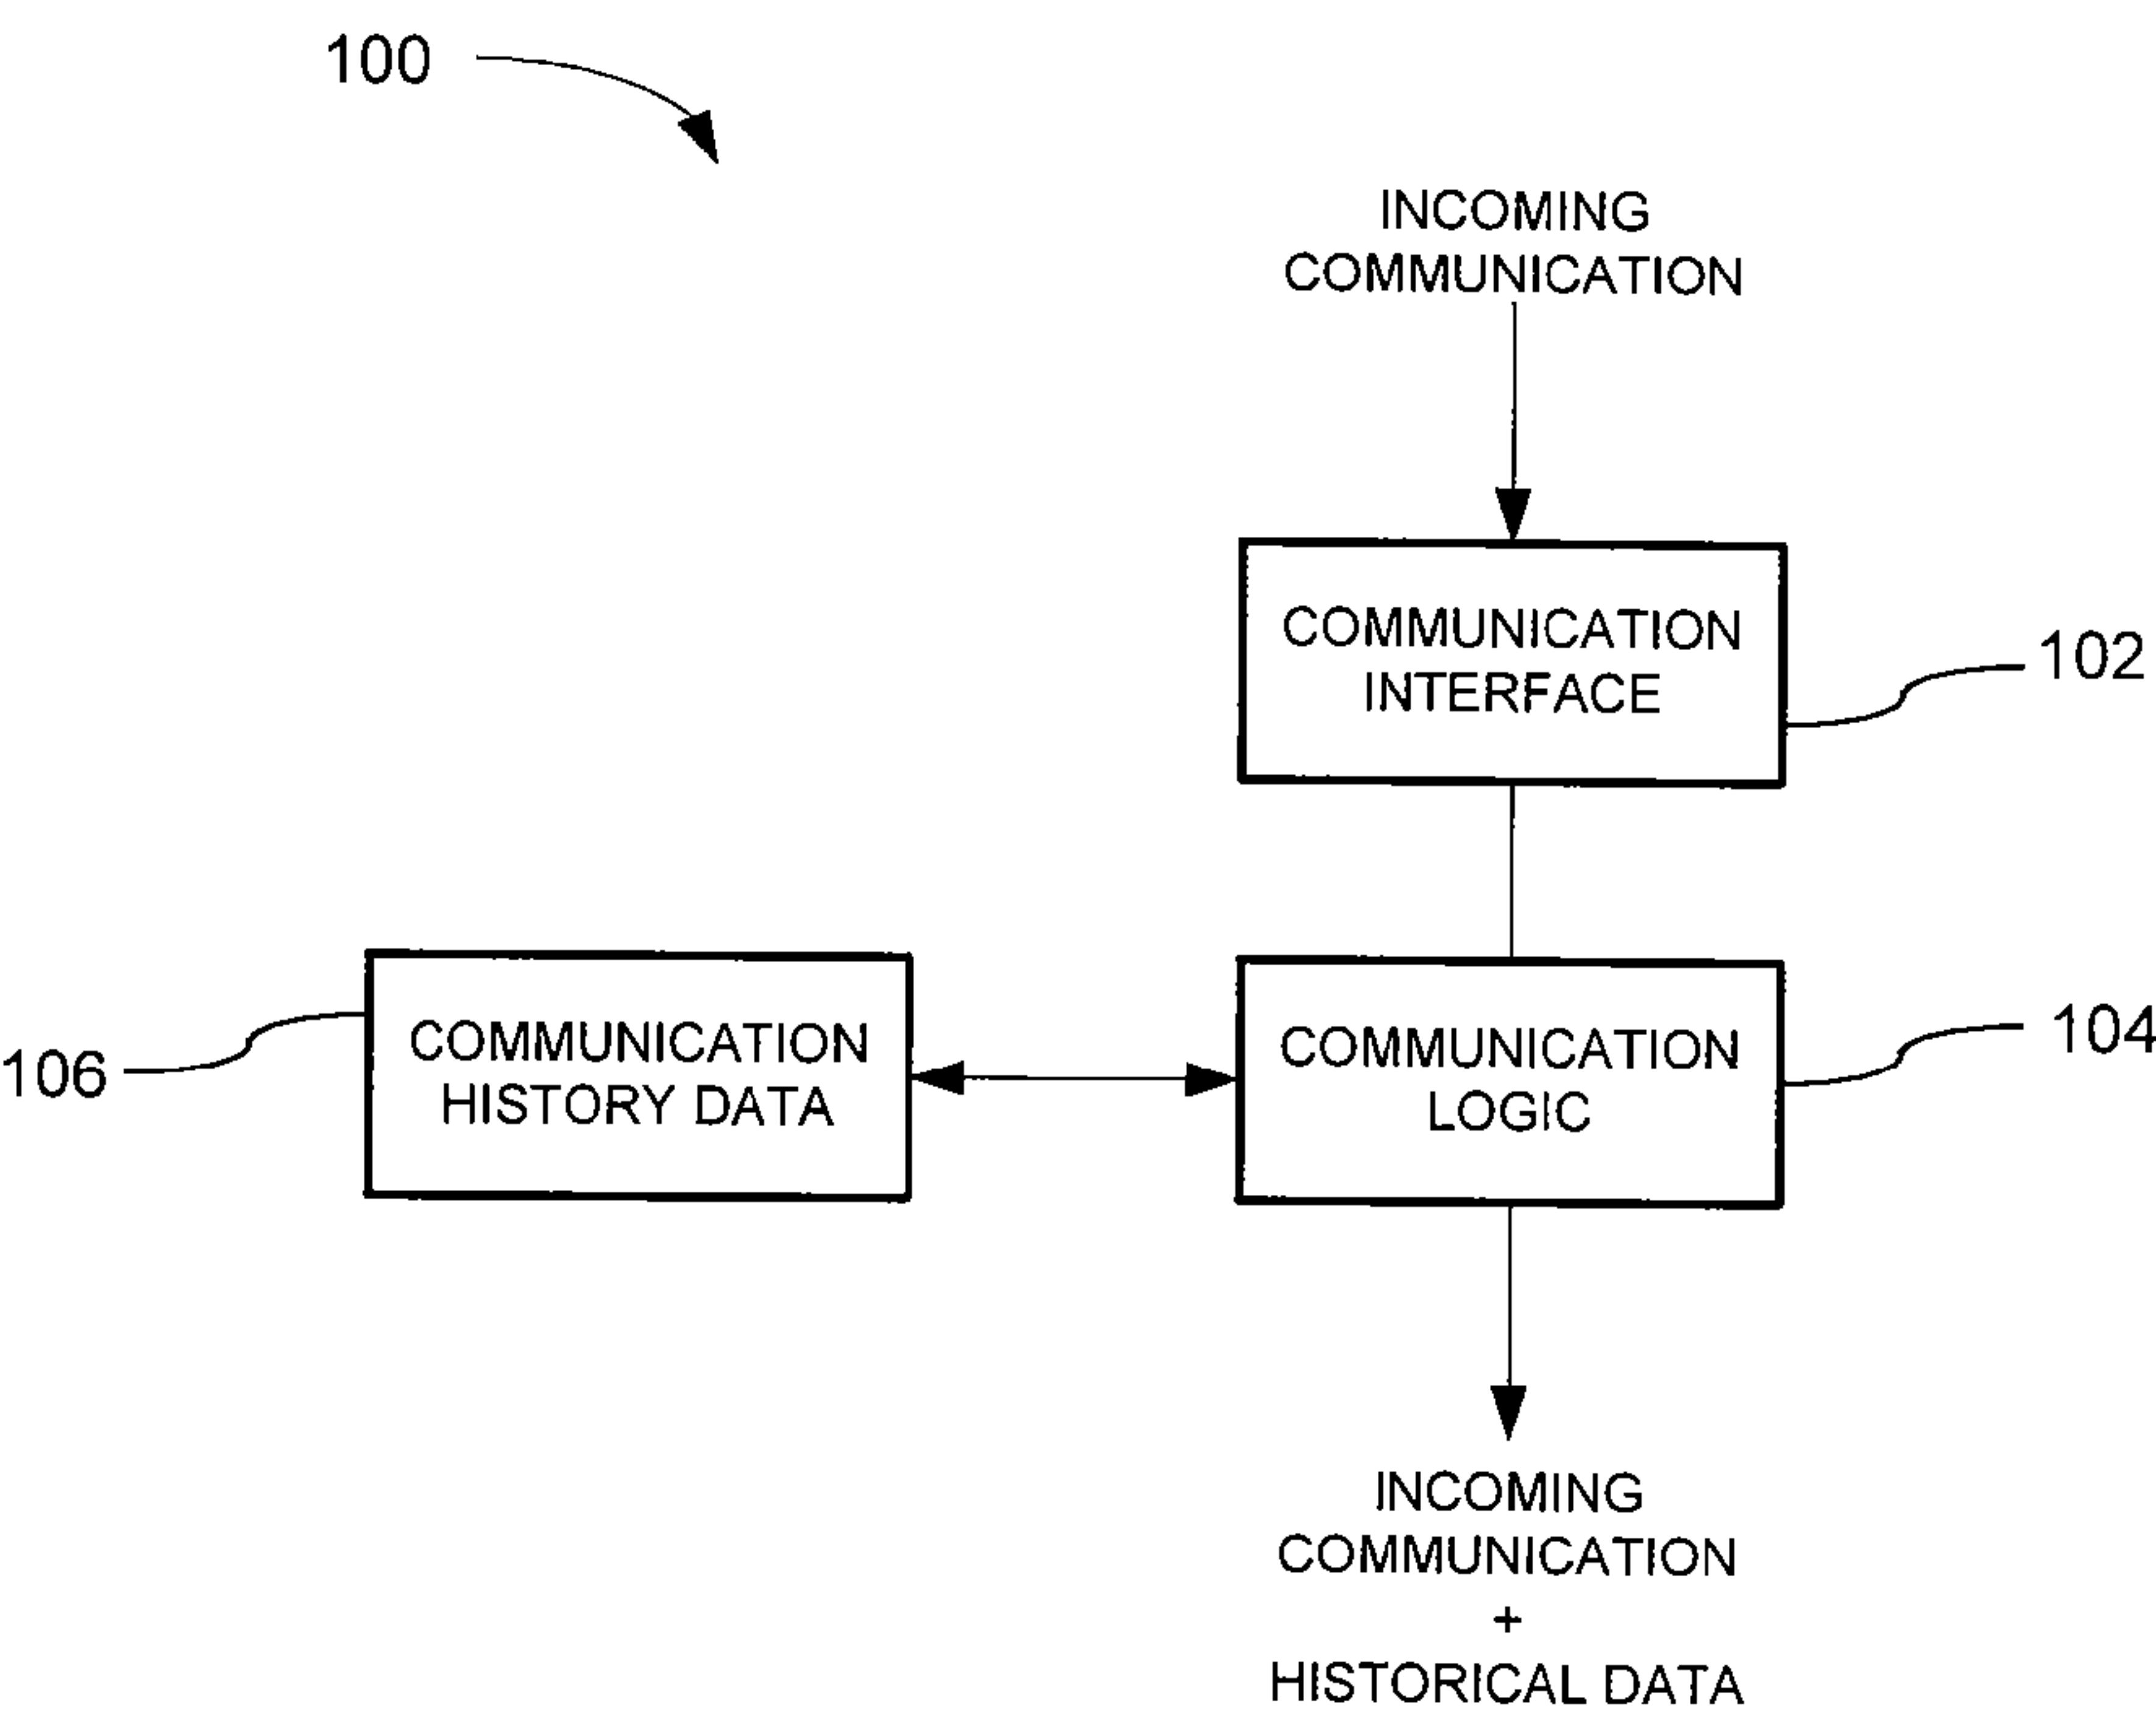 100
INCOMING
COMMUNICATION
COMMUNICATION
INTERFACE
102
COMMUNICATION
HISTORY DATA
106
COMMUNICATION
LOGIC
104
INCOMING
COMMUNICATION
+
HISTORICAL DATA